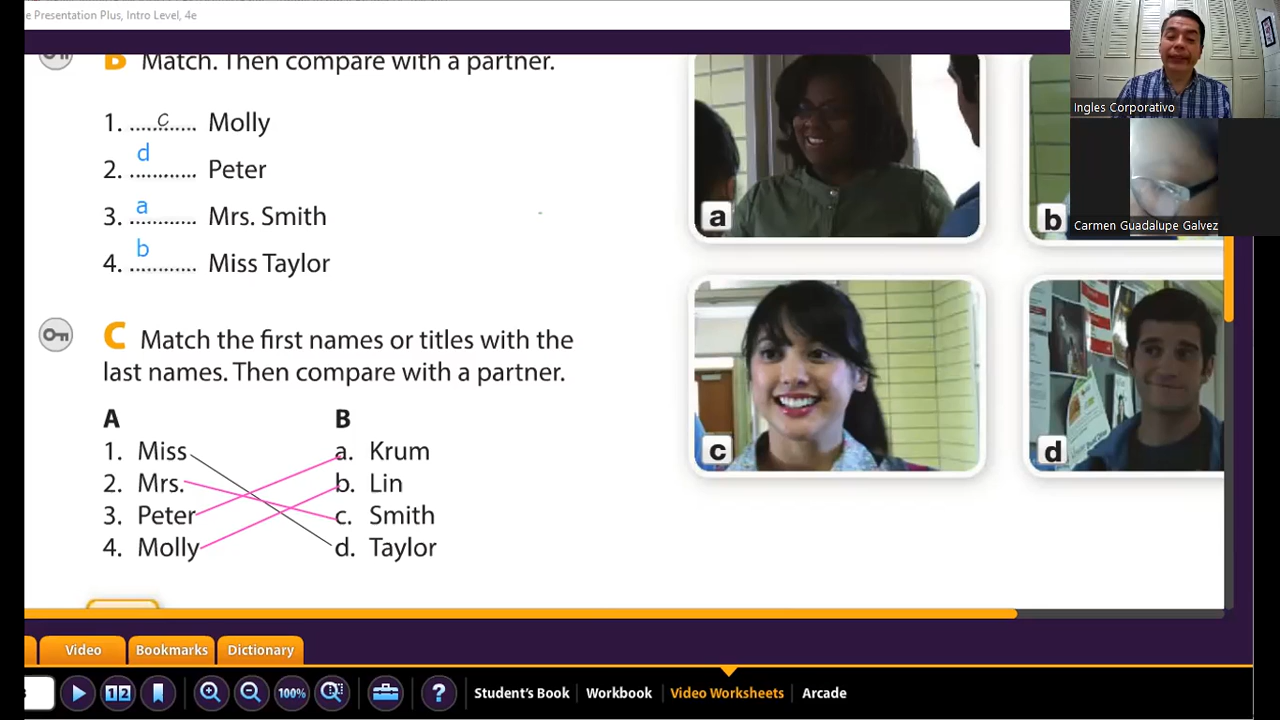 e Presentation Plus, Intro Level, 4e
B Match. Then compare with a partner.
1. ....c...... Molly
2. d ............ Peter
3. a ............ Mrs. Smith
4. b ............ Miss Taylor
C Match the first names or titles with the
last names. Then compare with a partner.
A B
1. Miss a. Krum
2. Mrs. b. Lin
3. Peter c. Smith
4. Molly d. Taylor
a
b
c
d
Ingles Corporativo
Carmen Guadalupe Galvez
Video Bookmarks Dictionary
1 2 100% ? Student's Book Workbook Video Worksheets Arcade